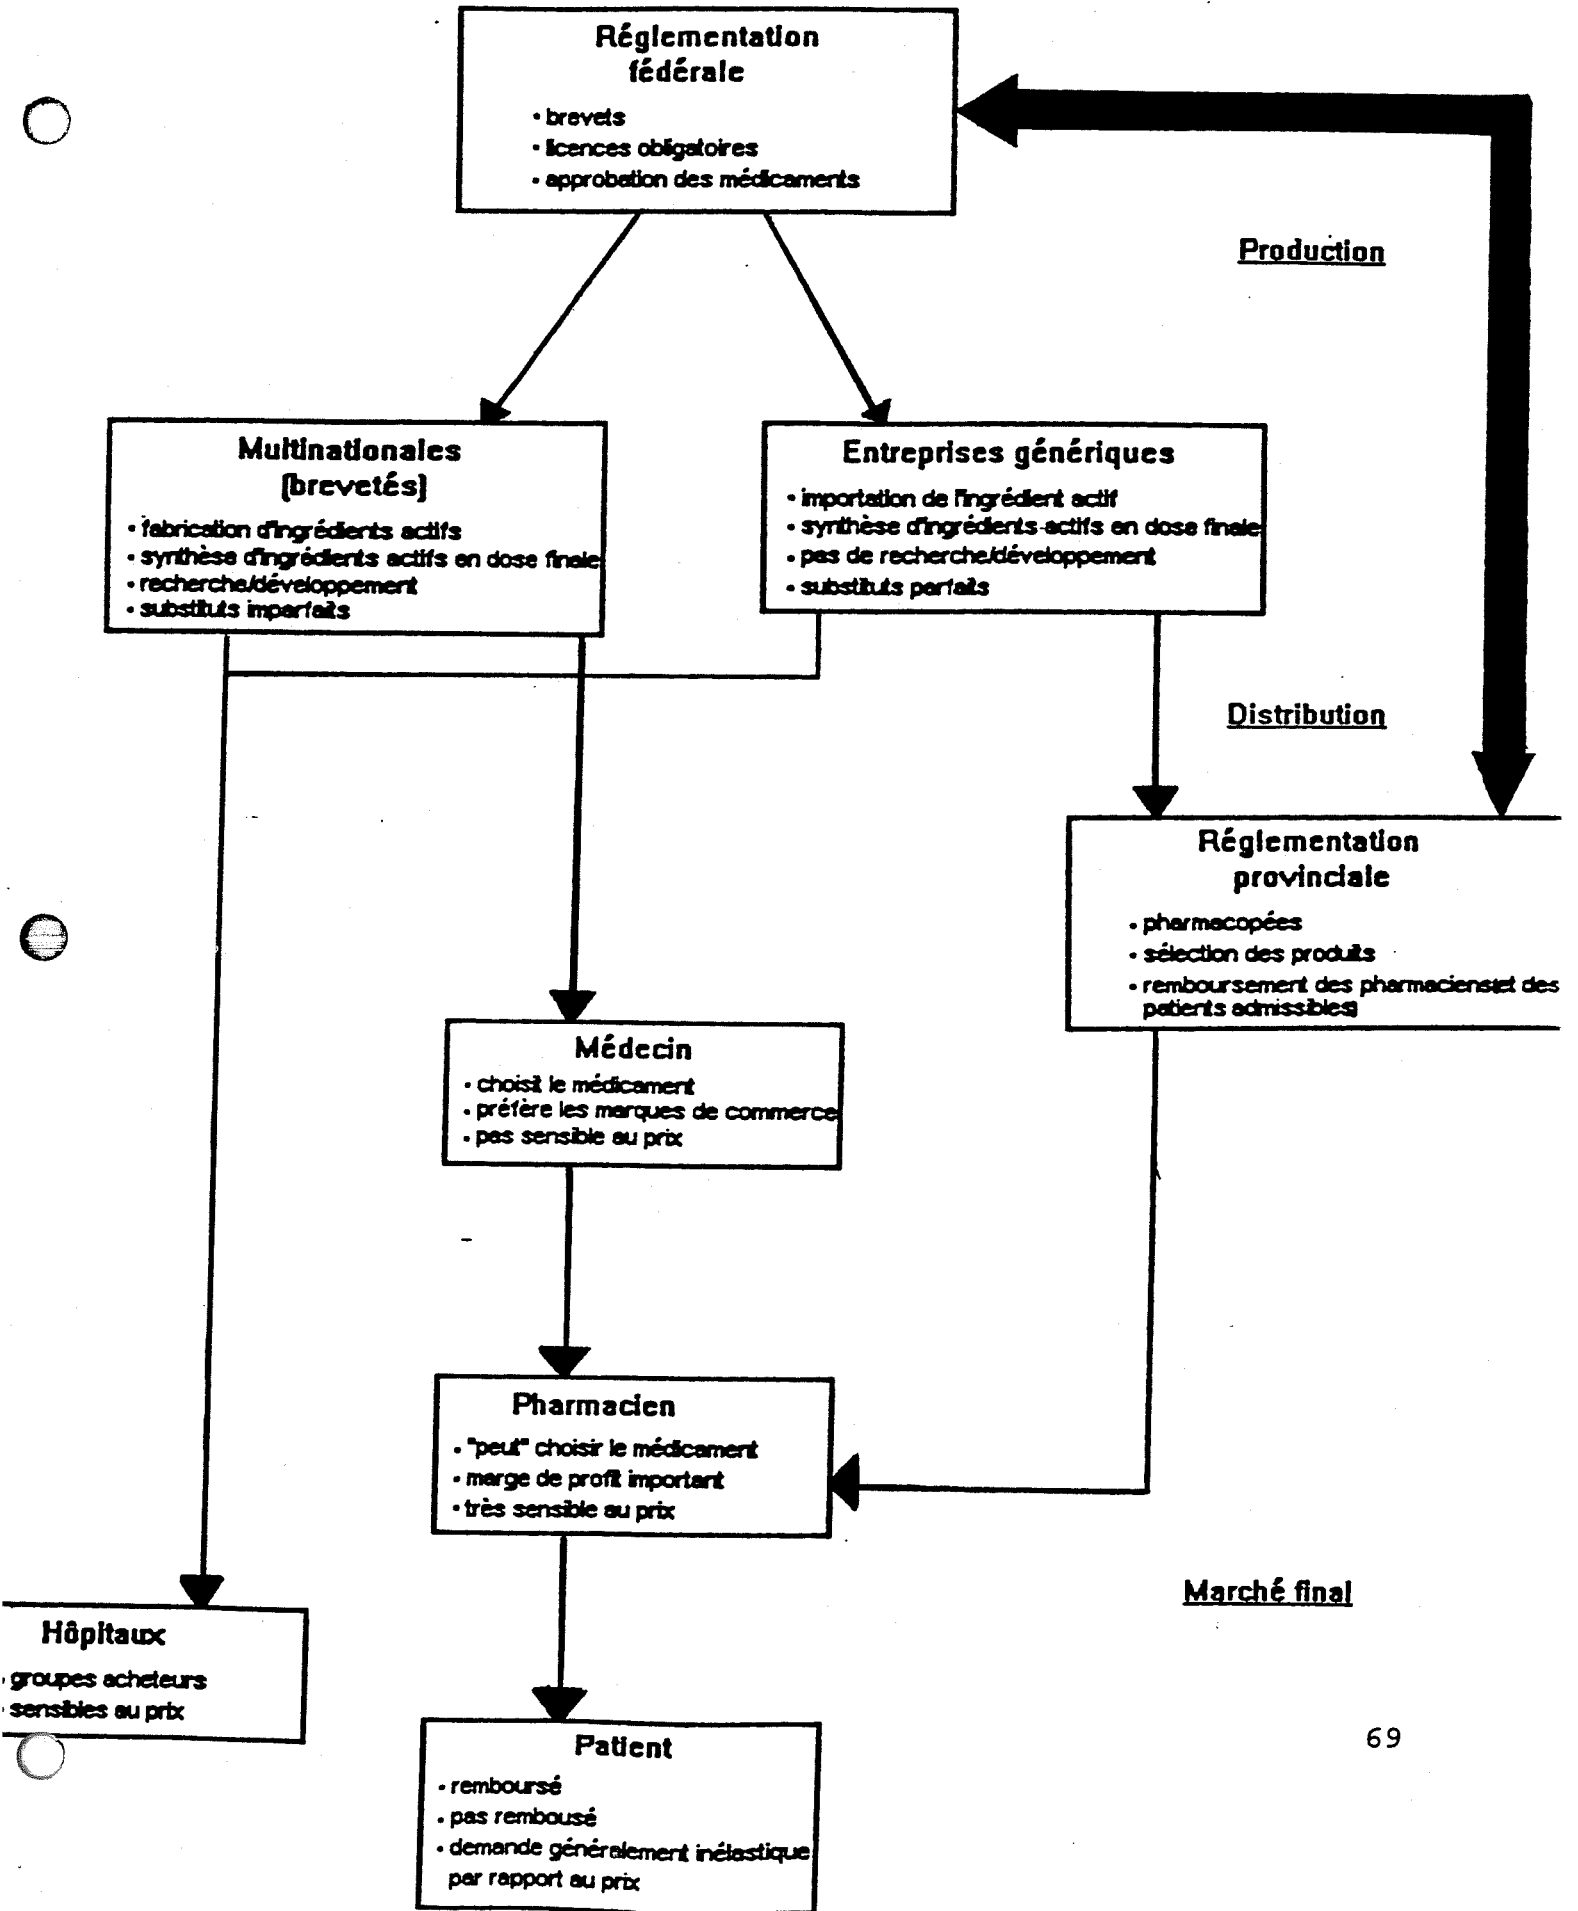 Réglementation
fédérale
• brevets
• licences obligatoires
• approbation des médicaments
Production
Multinationales
(brevetés)
• fabrication d'ingrédients actifs
• synthèse d'ingrédients actifs en dose finale
• recherche/développement
• substituts imparfaits
Entreprises génériques
• importation de l'ingrédient actif
• synthèse d'ingrédients-actifs en dose finale
• pas de recherche/développement
• substituts parfaits
Distribution
Réglementation
provinciale
• pharmacopées
• sélection des produits
• remboursement des pharmaciens(et des
patients admissibles)
Médecin
• choisit le médicament
• préfère les marques de commerce
• pas sensible au prix
Pharmacien
• "peut" choisir le médicament
• marge de profit important
• très sensible au prix
Marché final
Hôpitaux
• groupes acheteurs
• sensibles au prix
Patient
• remboursé
• pas rembousé
• demande généralement inélastique
par rapport au prix
69